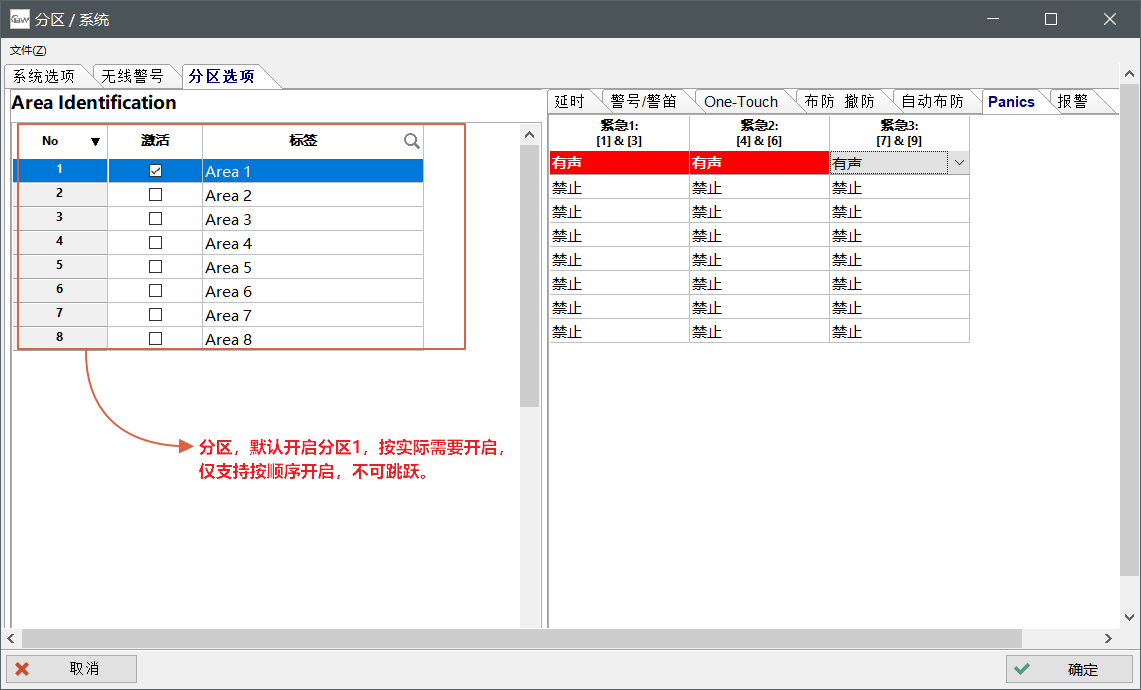 BW 分区 / 系统
文件(Z)
系统选项 无线警号 分区选项
Area Identification
No 激活 标签
1 Area 1
2 Area 2
3 Area 3
4 Area 4
5 Area 5
6 Area 6
7 Area 7
8 Area 8
分区，默认开启分区1，按实际需要开启，
仅支持按顺序开启，不可跳跃。
延时 警号/警笛 One-Touch 布防 撤防 自动布防 Panics 报警
紧急1: 紧急2: 紧急3:
[1] & [3] [4] & [6] [7] & [9]
有声 有声 有声
禁止 禁止 禁止
禁止 禁止 禁止
禁止 禁止 禁止
禁止 禁止 禁止
禁止 禁止 禁止
禁止 禁止 禁止
禁止 禁止 禁止
取消 确定